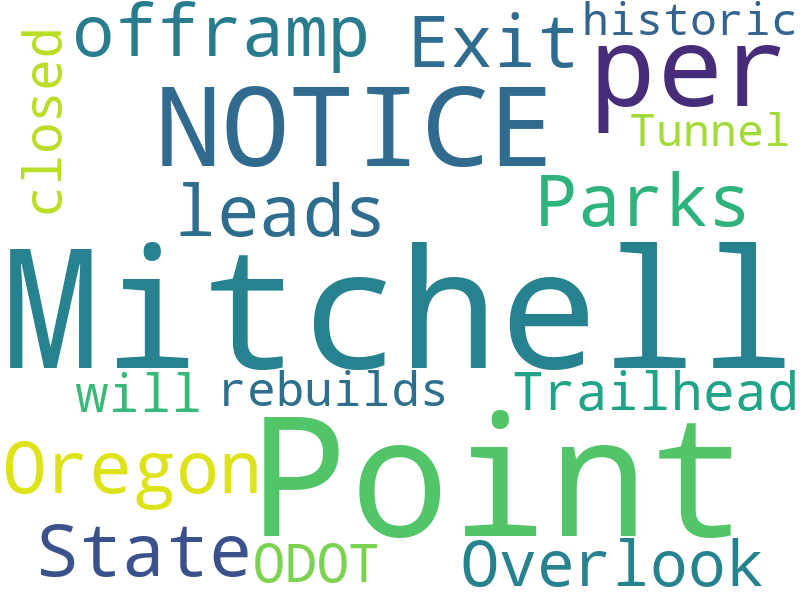 historic
offramp Exit per
closed
NOTICE Tunnel
leads Parks
Mitchell
will rebuilds Trailhead
Oregon Point
State ODOT Overlook